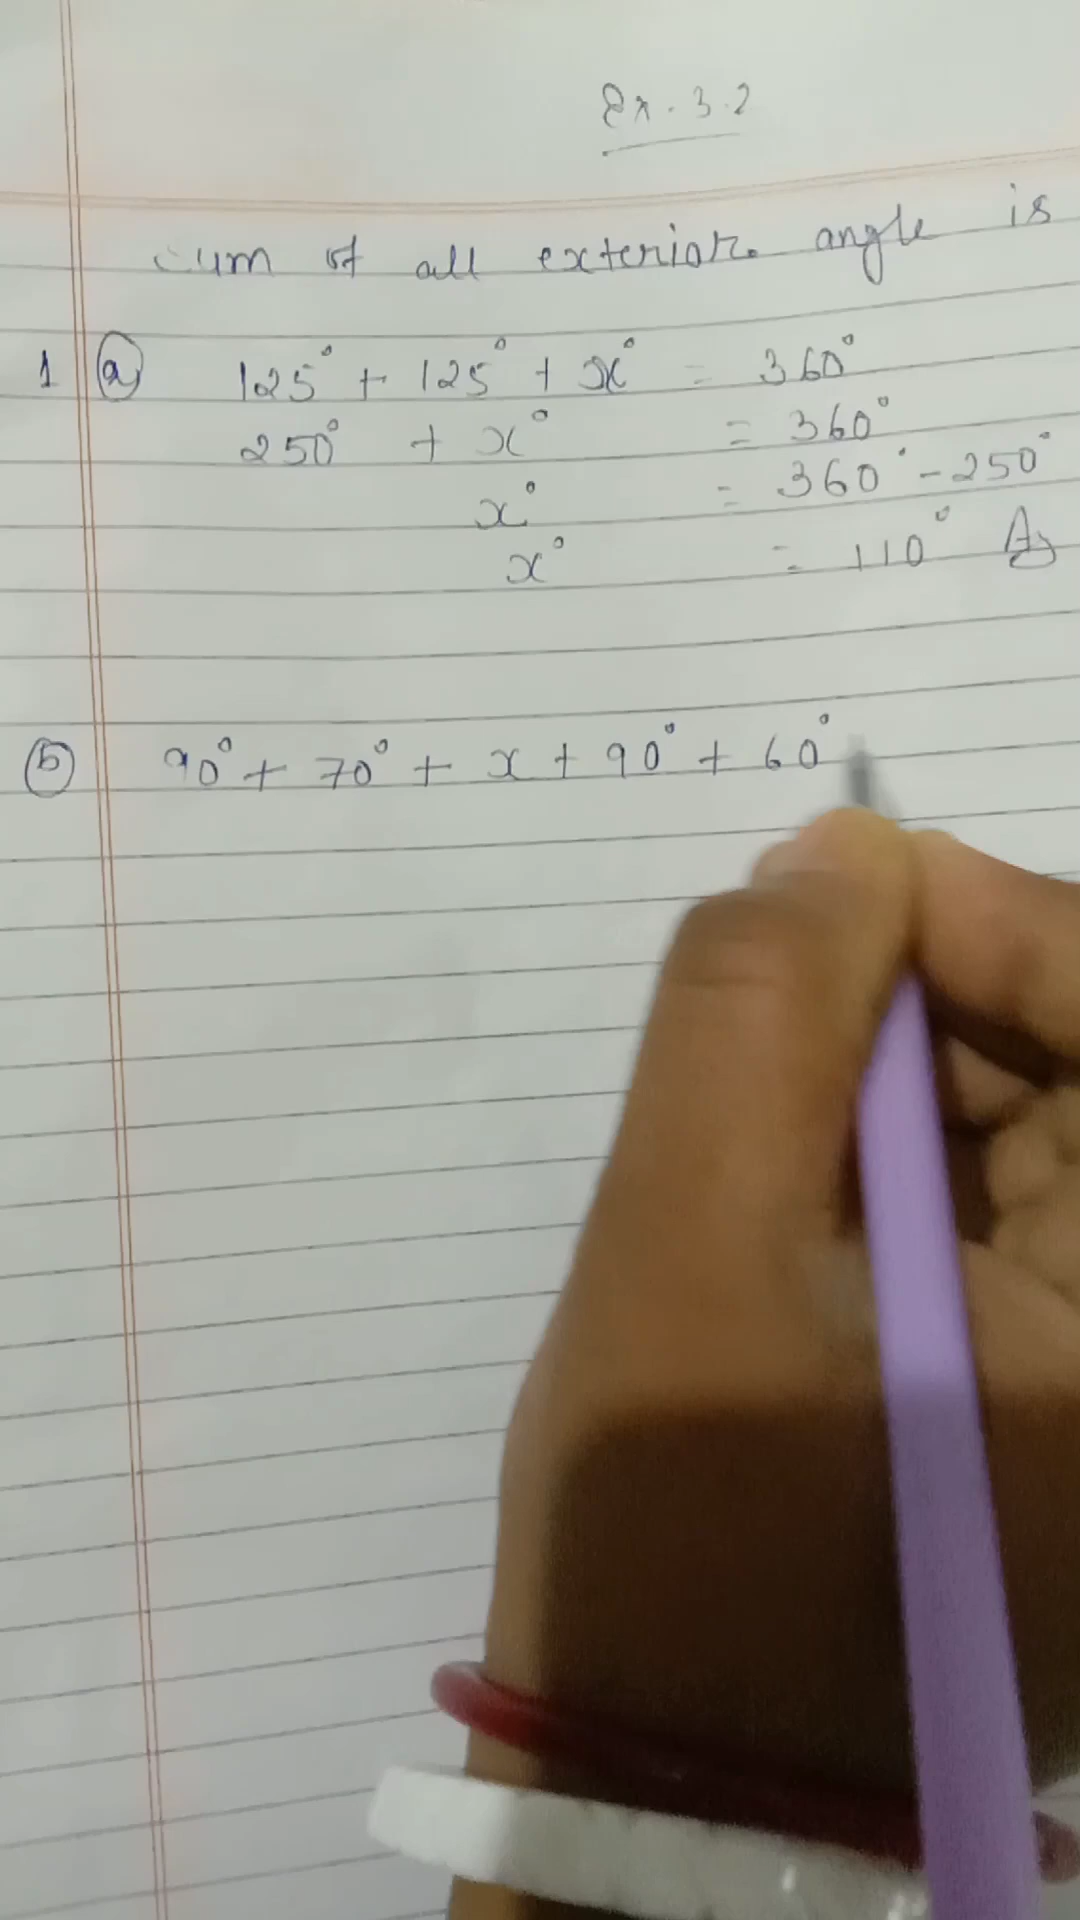 Ex. 3.2
sum of all exterior angle is
1 (a) 125° + 125° + x° = 360°
250° + x° = 360°
x° = 360° - 250°
x° = 110° Ans
(b) 90° + 70° + x + 90° + 60°